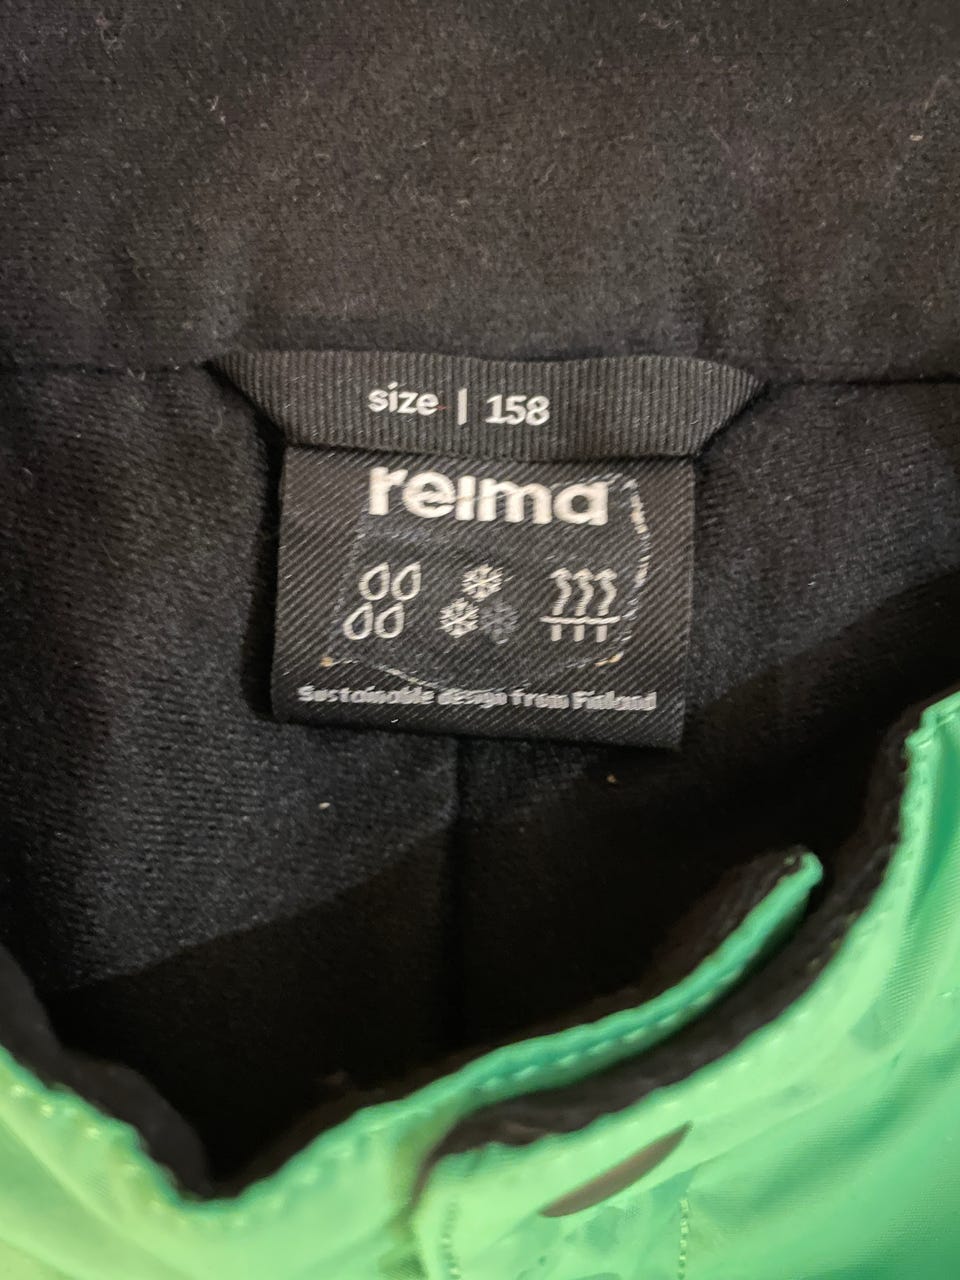 size | 158
reima
Sustainable design from Finland